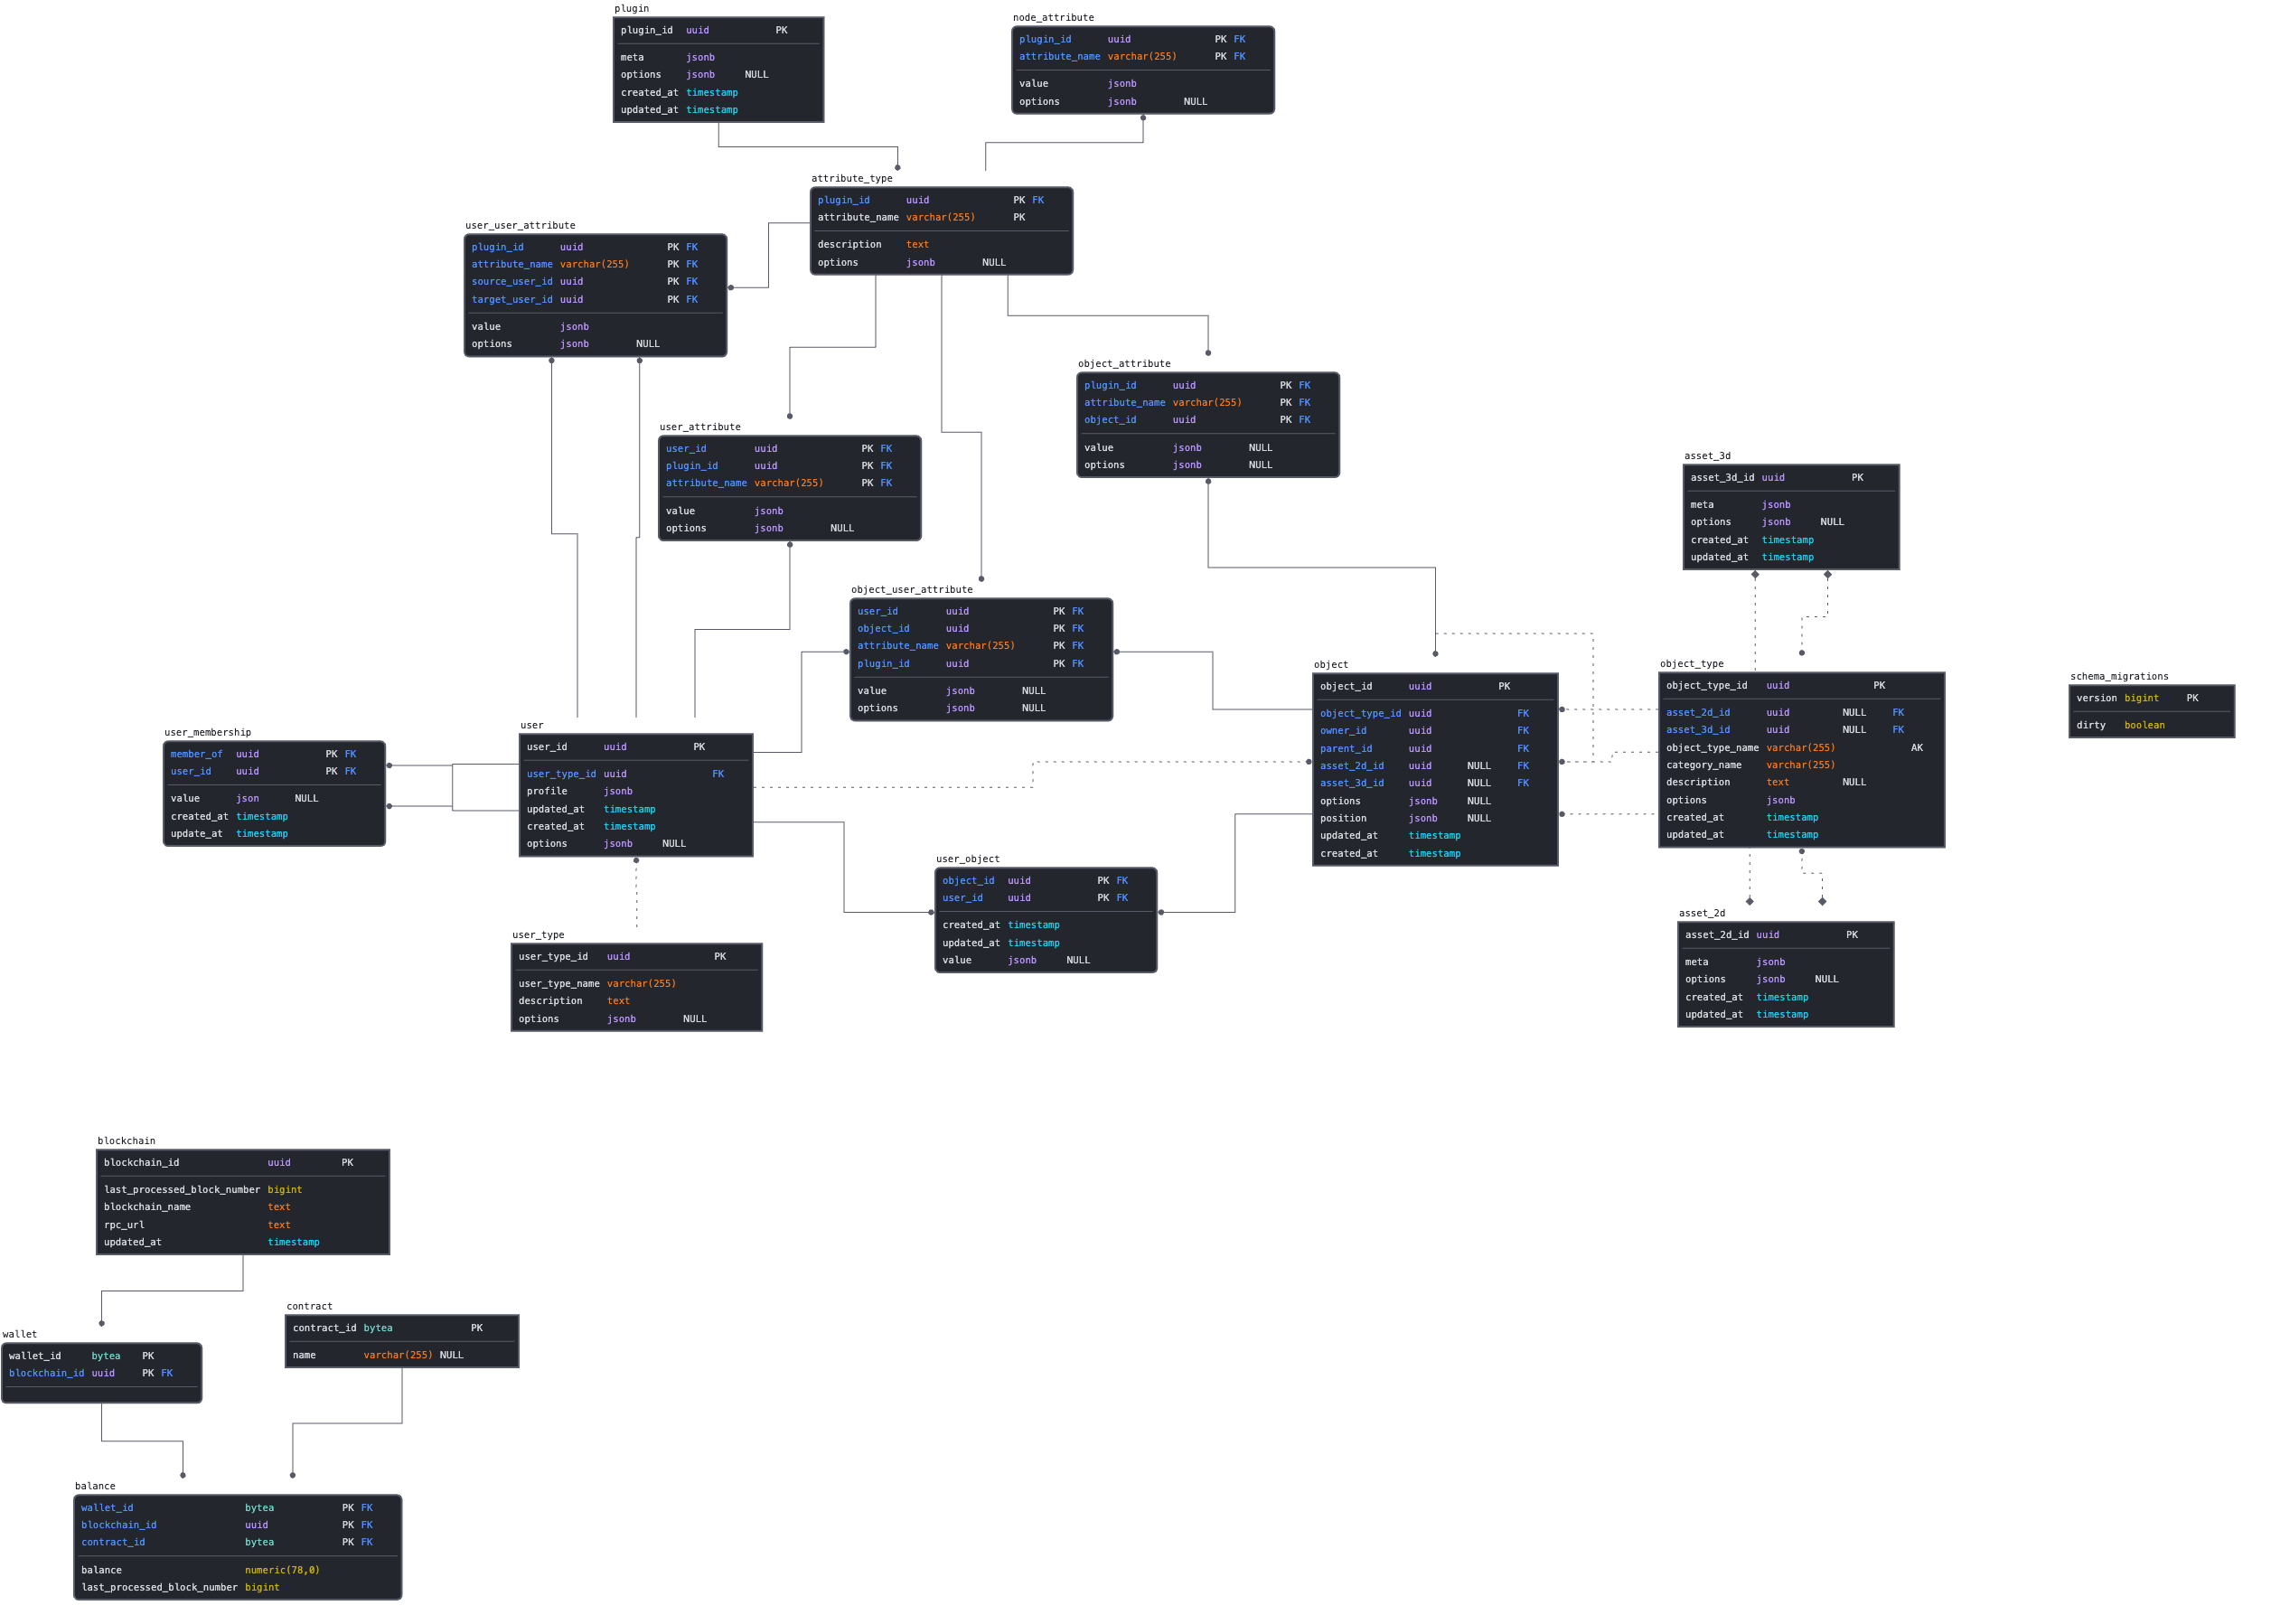 plugin
plugin_id uuid PK
meta jsonb
options jsonb NULL
created_at timestamp
updated_at timestamp
node_attribute
plugin_id uuid PK FK
attribute_name varchar(255) PK FK
value jsonb
options jsonb NULL
attribute_type
plugin_id uuid PK FK
attribute_name varchar(255) PK
description text
options jsonb NULL
user_user_attribute
plugin_id uuid PK FK
attribute_name varchar(255) PK FK
source_user_id uuid PK FK
target_user_id uuid PK FK
value jsonb
options jsonb NULL
object_attribute
plugin_id uuid PK FK
attribute_name varchar(255) PK FK
object_id uuid PK FK
value jsonb NULL
options jsonb NULL
user_attribute
user_id uuid PK FK
plugin_id uuid PK FK
attribute_name varchar(255) PK FK
value jsonb
options jsonb NULL
asset_3d
asset_3d_id uuid PK
meta jsonb
options jsonb NULL
created_at timestamp
updated_at timestamp
object_user_attribute
user_id uuid PK FK
object_id uuid PK FK
attribute_name varchar(255) PK FK
plugin_id uuid PK FK
value jsonb NULL
options jsonb NULL
object
object_id uuid PK
object_type_id uuid FK
owner_id uuid FK
parent_id uuid FK
asset_2d_id uuid NULL FK
asset_3d_id uuid NULL FK
options jsonb NULL
position jsonb NULL
updated_at timestamp
created_at timestamp
object_type
object_type_id uuid PK
asset_2d_id uuid NULL FK
asset_3d_id uuid NULL FK
object_type_name varchar(255) AK
category_name varchar(255)
description text NULL
options jsonb
created_at timestamp
updated_at timestamp
schema_migrations
version bigint PK
dirty boolean
user_membership
member_of uuid PK FK
user_id uuid PK FK
value json NULL
created_at timestamp
update_at timestamp
user
user_id uuid PK
user_type_id uuid FK
profile jsonb
updated_at timestamp
created_at timestamp
options jsonb NULL
user_object
object_id uuid PK FK
user_id uuid PK FK
created_at timestamp
updated_at timestamp
value jsonb NULL
asset_2d
asset_2d_id uuid PK
meta jsonb
options jsonb NULL
created_at timestamp
updated_at timestamp
user_type
user_type_id uuid PK
user_type_name varchar(255)
description text
options jsonb NULL
blockchain
blockchain_id uuid PK
last_processed_block_number bigint
blockchain_name text
rpc_url text
updated_at timestamp
contract
contract_id bytea PK
name varchar(255) NULL
wallet
wallet_id bytea PK
blockchain_id uuid PK FK
balance
wallet_id bytea PK FK
blockchain_id uuid PK FK
contract_id bytea PK FK
balance numeric(78,0)
last_processed_block_number bigint